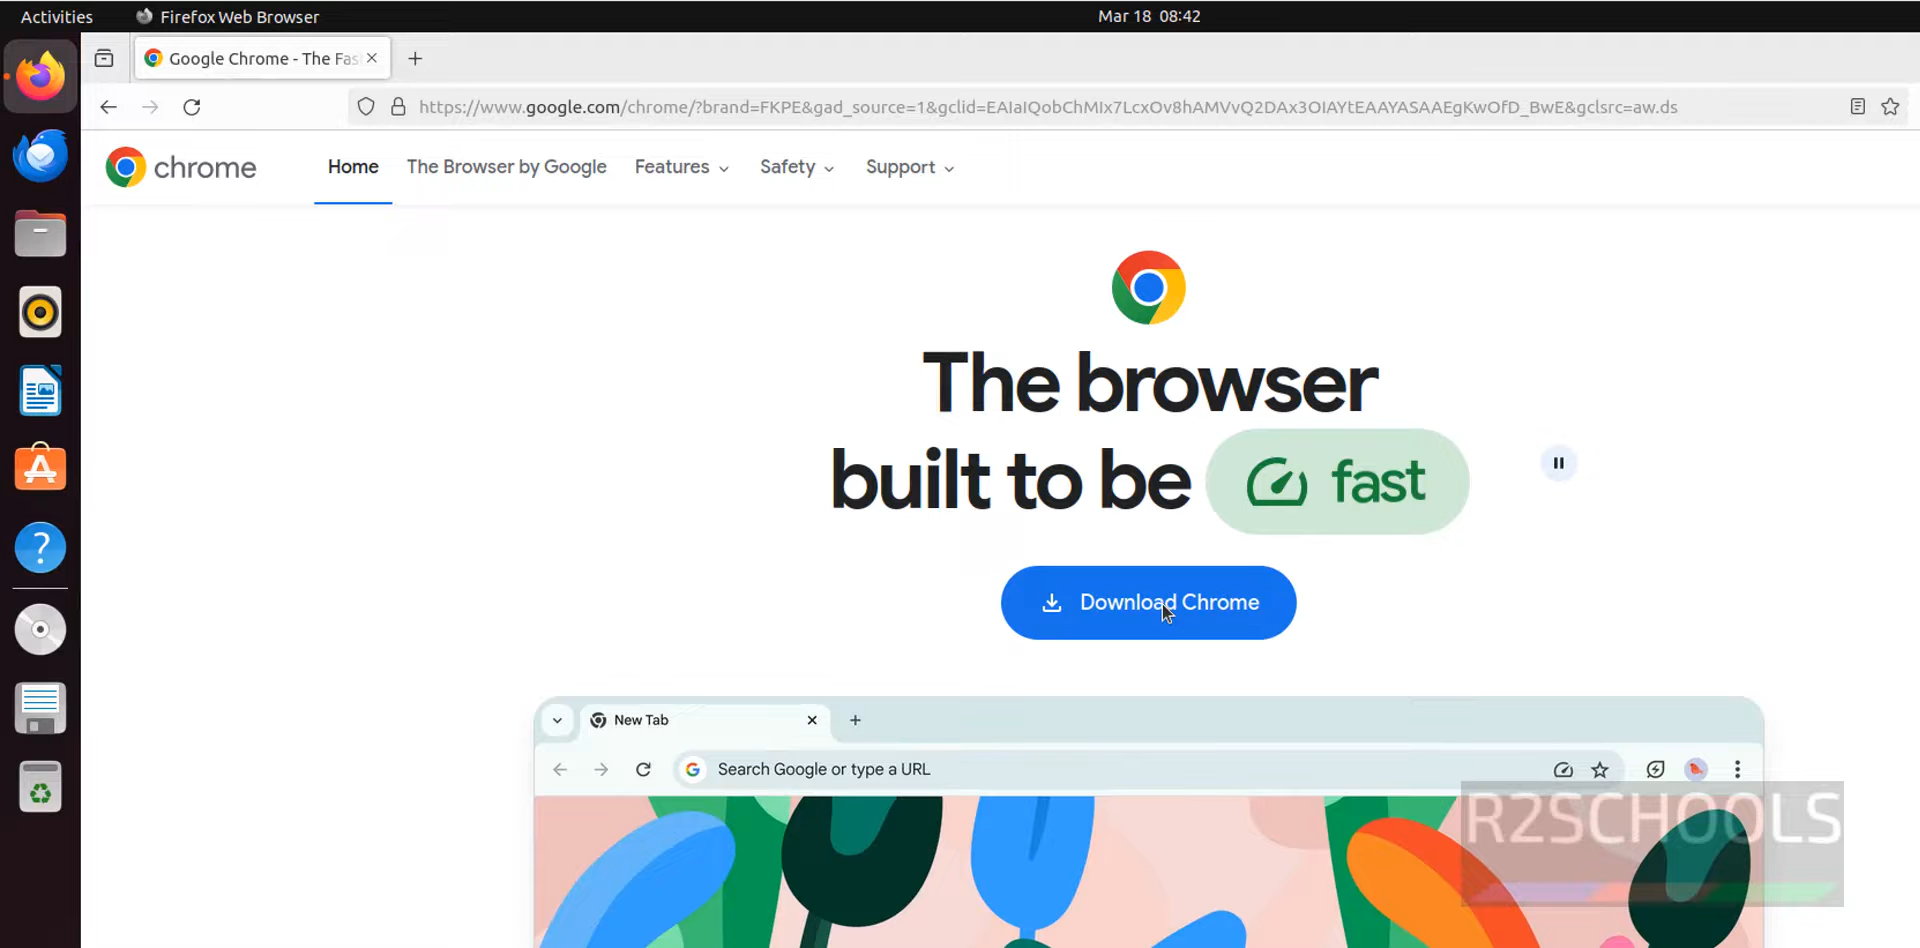 Activities
Firefox Web Browser
Mar 18 08:42
Google Chrome - The Fas
https://www.google.com/chrome/?brand=FKPE&gad_source=1&gclid=EAIaIQobChMIx7LcxOv8hAMVvQ2DAx3OIAYtEAAYASAAEgKwOfD_BwE&gclsrc=aw.ds
chrome
Home
The Browser by Google
Features
Safety
Support
The browser
built to be fast
Download Chrome
New Tab
Search Google or type a URL
R2SCHOOLS